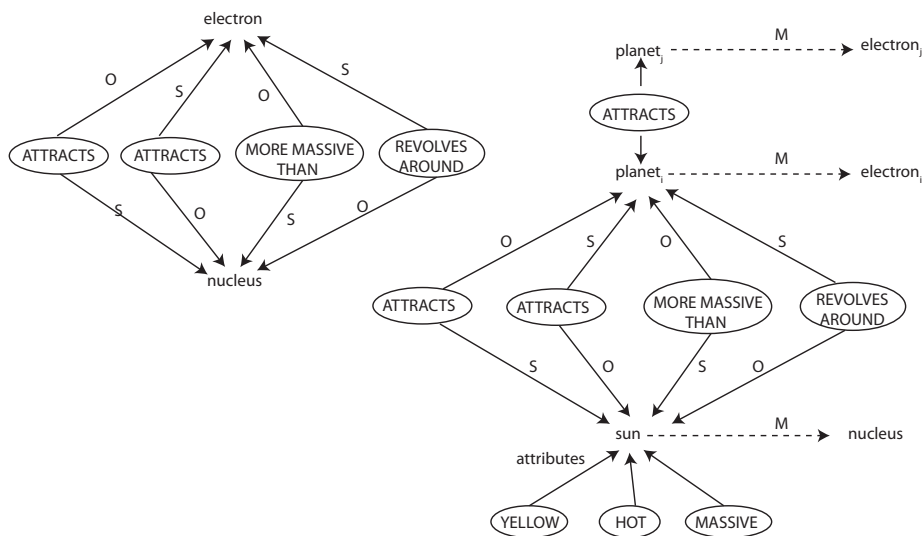 electron
O
S
O
S
ATTRACTS
ATTRACTS
MORE MASSIVE
THAN
REVOLVES
AROUND
S
O
S
O
nucleus
planetⱼ
M
electronⱼ
ATTRACTS
planetᵢ
M
electronᵢ
O
S
O
S
ATTRACTS
ATTRACTS
MORE MASSIVE
THAN
REVOLVES
AROUND
S
O
S
O
sun
M
nucleus
attributes
YELLOW
HOT
MASSIVE